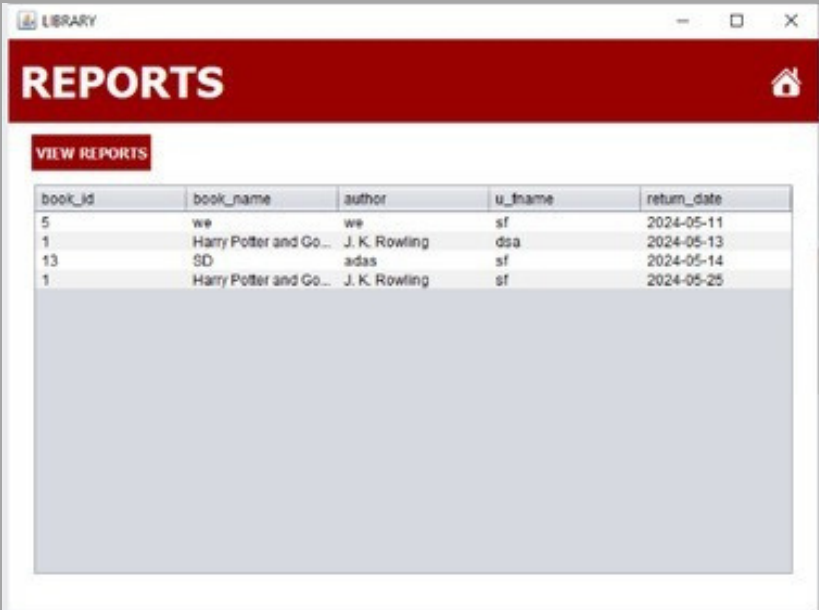 LIBRARY
REPORTS
VIEW REPORTS
book_id book_name author u_fname return_date
5 we we sf 2024-05-11
1 Harry Potter and Go... J. K. Rowling dsa 2024-05-13
13 SD adas sf 2024-05-14
1 Harry Potter and Go... J. K. Rowling sf 2024-05-25